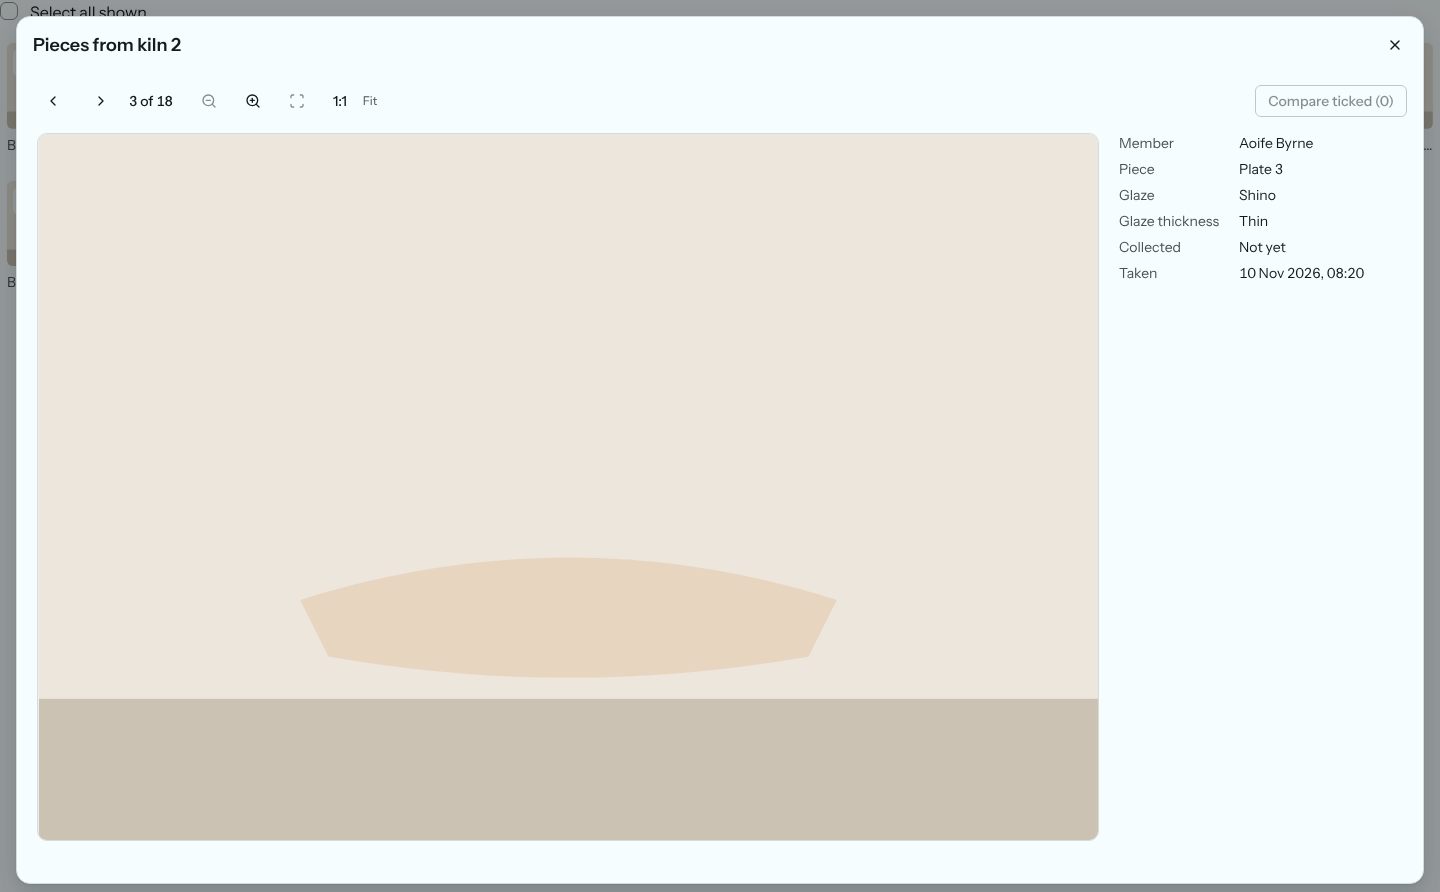 Select all shown
Pieces from kiln 2
3 of 18
1:1
Fit
Compare ticked (0)
Member Aoife Byrne
Piece Plate 3
Glaze Shino
Glaze thickness Thin
Collected Not yet
Taken 10 Nov 2026, 08:20
B
...
B